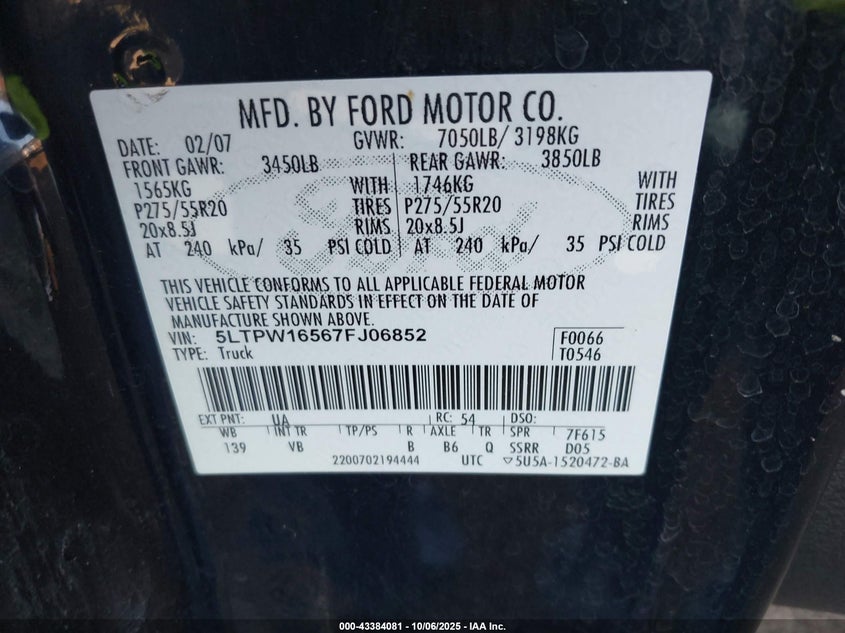 MFD. BY FORD MOTOR CO.
DATE: 02/07 GVWR: 7050LB/ 3198KG
FRONT GAWR: 3450LB REAR GAWR: 3850LB
1565KG WITH 1746KG WITH
P275/55R20 TIRES P275/55R20 TIRES
20x8.5J RIMS 20x8.5J RIMS
AT 240 kPa/ 35 PSI COLD AT 240 kPa/ 35 PSI COLD
Ford
THIS VEHICLE CONFORMS TO ALL APPLICABLE FEDERAL MOTOR
VEHICLE SAFETY STANDARDS IN EFFECT ON THE DATE OF
MANUFACTURE SHOWN ABOVE.
VIN: 5LTPW16567FJ06852 F0066
TYPE: Truck T0546
EXT PNT: UA RC: 54 DSO:
WB INT TR TP/PS R AXLE TR SPR 7F615
139 VB B B6 Q SSRR D05
2200702194444 UTC ▽5U5A-1520472-BA
000-43384081 - 10/06/2025 - IAA Inc.